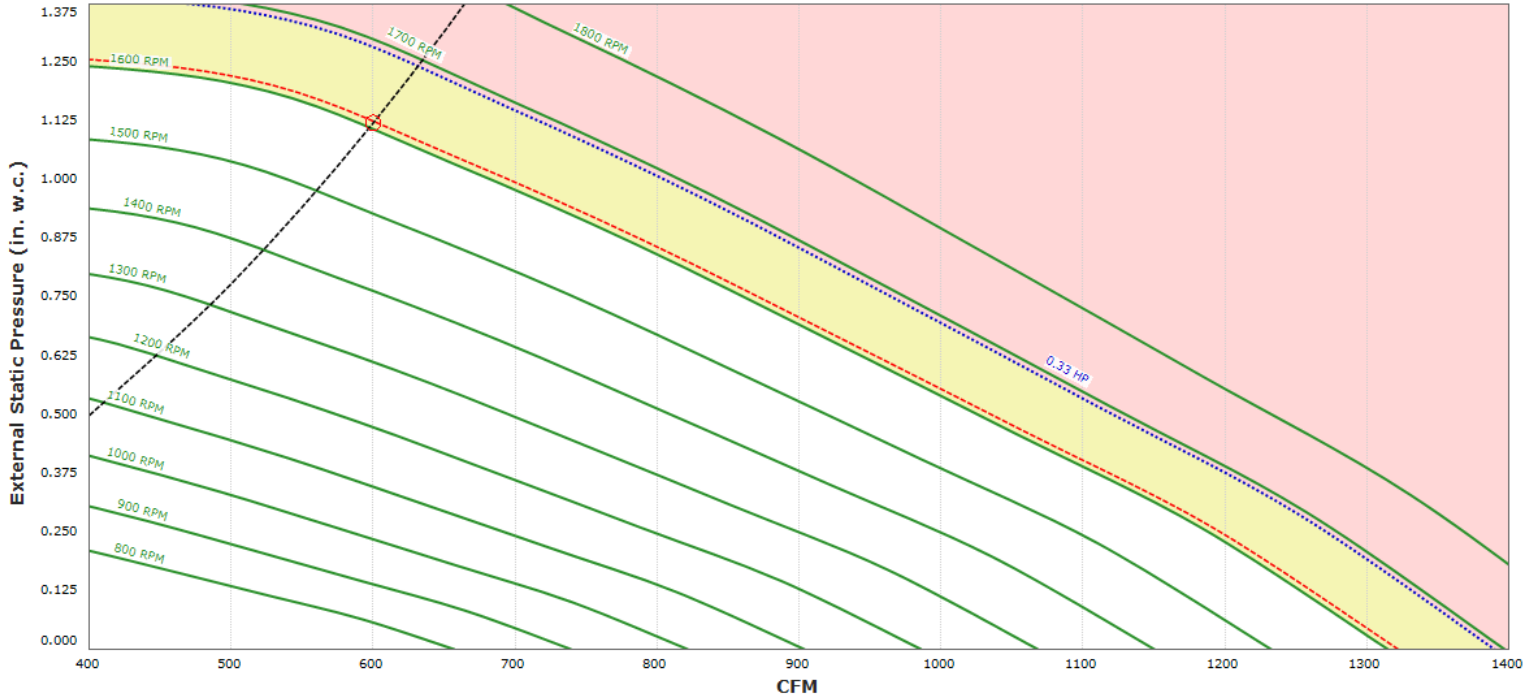 1.375
1.250
1.125
1.000
0.875
0.750
0.625
0.500
0.375
0.250
0.125
0.000
External Static Pressure (in. w.c.)
1800 RPM
1700 RPM
1600 RPM
1500 RPM
1400 RPM
1300 RPM
1200 RPM
1100 RPM
1000 RPM
900 RPM
800 RPM
0.33 HP
400 500 600 700 800 900 1000 1100 1200 1300 1400
CFM